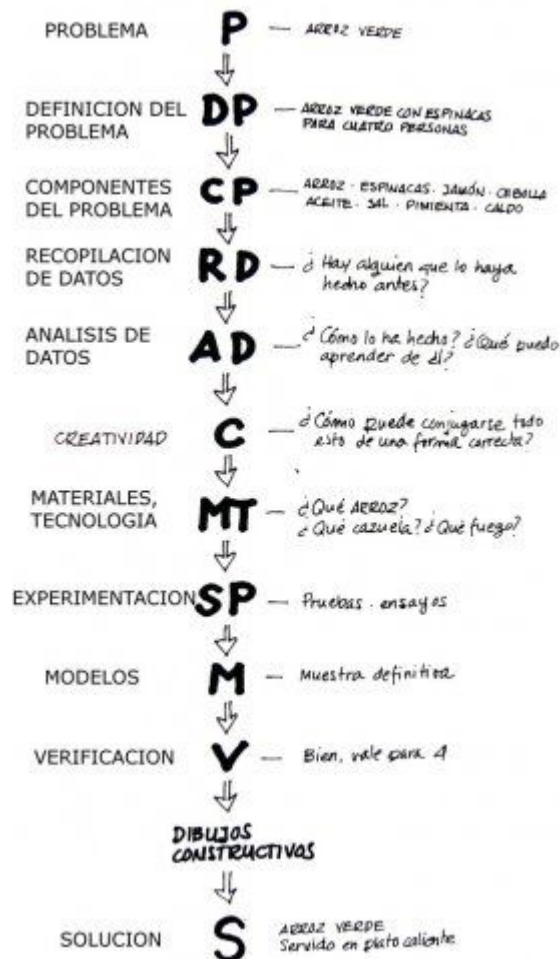 PROBLEMA P — ARROZ VERDE
DEFINICION DEL PROBLEMA DP — ARROZ VERDE CON ESPINACAS
PARA CUATRO PERSONAS
COMPONENTES DEL PROBLEMA CP — ARROZ · ESPINACAS · JAMÓN · CEBOLLA
ACEITE · SAL · PIMIENTA · CALDO
RECOPILACION DE DATOS RD — ¿Hay alguien que lo haya
hecho antes?
ANALISIS DE DATOS AD — ¿Cómo lo ha hecho? ¿Qué puedo
aprender de él?
CREATIVIDAD C — ¿Cómo puede conjugarse todo
esto de una forma correcta?
MATERIALES, TECNOLOGIA MT — ¿Qué ARROZ?
¿Qué cazuela? ¿Qué fuego?
EXPERIMENTACION SP — Pruebas · ensayos
MODELOS M — Muestra definitiva
VERIFICACION V — Bien, vale para 4
DIBUJOS
CONSTRUCTIVOS
SOLUCION S ARROZ VERDE
Servido en plato caliente